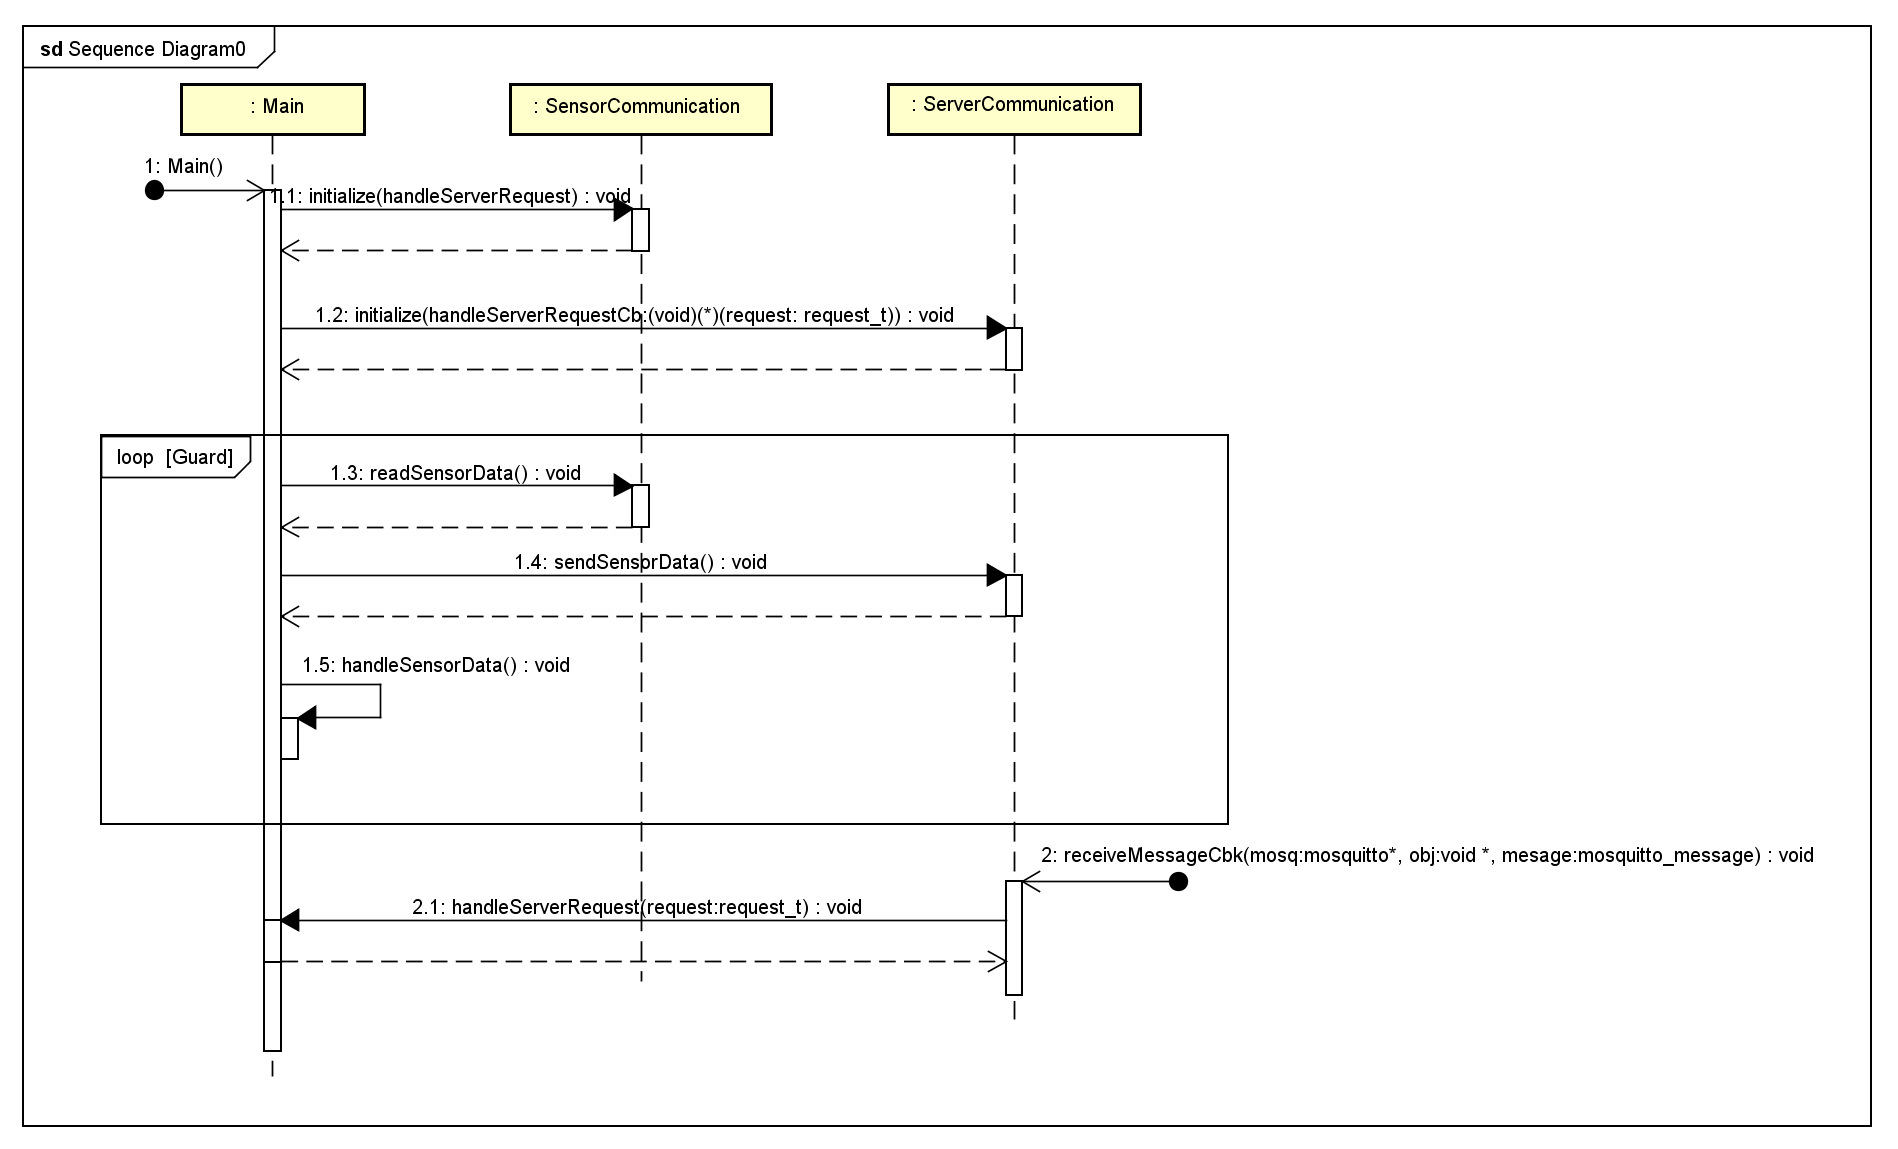 sd Sequence Diagram0
: Main
: SensorCommunication
: ServerCommunication
1: Main()
1.1: initialize(handleServerRequest) : void
1.2: initialize(handleServerRequestCb:(void)(*)(request: request_t)) : void
loop [Guard]
1.3: readSensorData() : void
1.4: sendSensorData() : void
1.5: handleSensorData() : void
2: receiveMessageCbk(mosq:mosquitto*, obj:void *, mesage:mosquitto_message) : void
2.1: handleServerRequest(request:request_t) : void